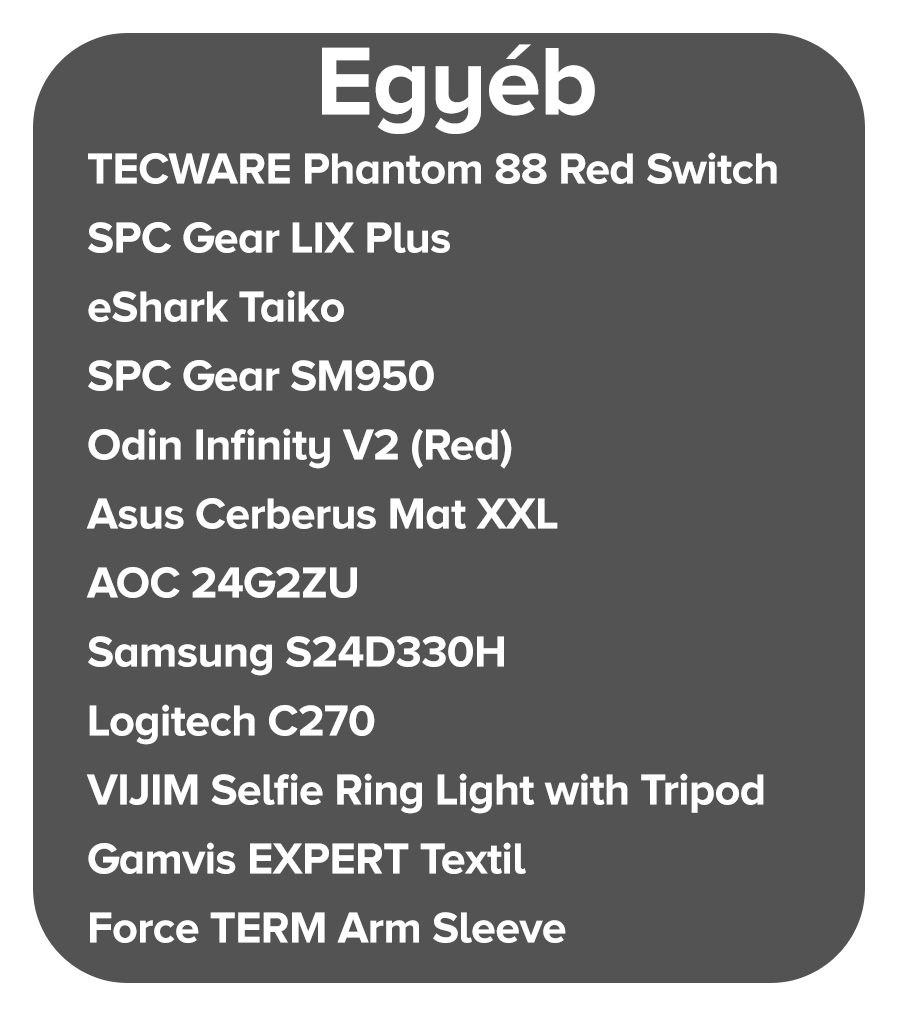 Egyéb
TECWARE Phantom 88 Red Switch
SPC Gear LIX Plus
eShark Taiko
SPC Gear SM950
Odin Infinity V2 (Red)
Asus Cerberus Mat XXL
AOC 24G2ZU
Samsung S24D330H
Logitech C270
VIJIM Selfie Ring Light with Tripod
Gamvis EXPERT Textil
Force TERM Arm Sleeve